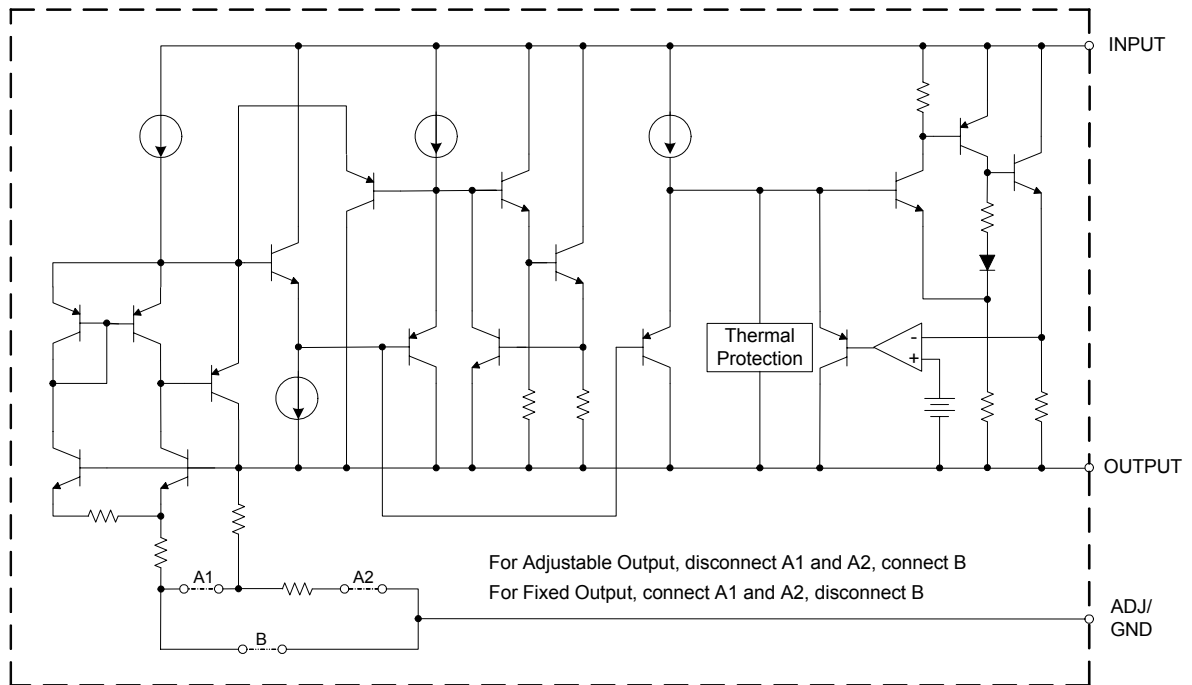 INPUT
Thermal
Protection
-
+
OUTPUT
For Adjustable Output, disconnect A1 and A2, connect B
A1
A2
For Fixed Output, connect A1 and A2, disconnect B
ADJ/
GND
B